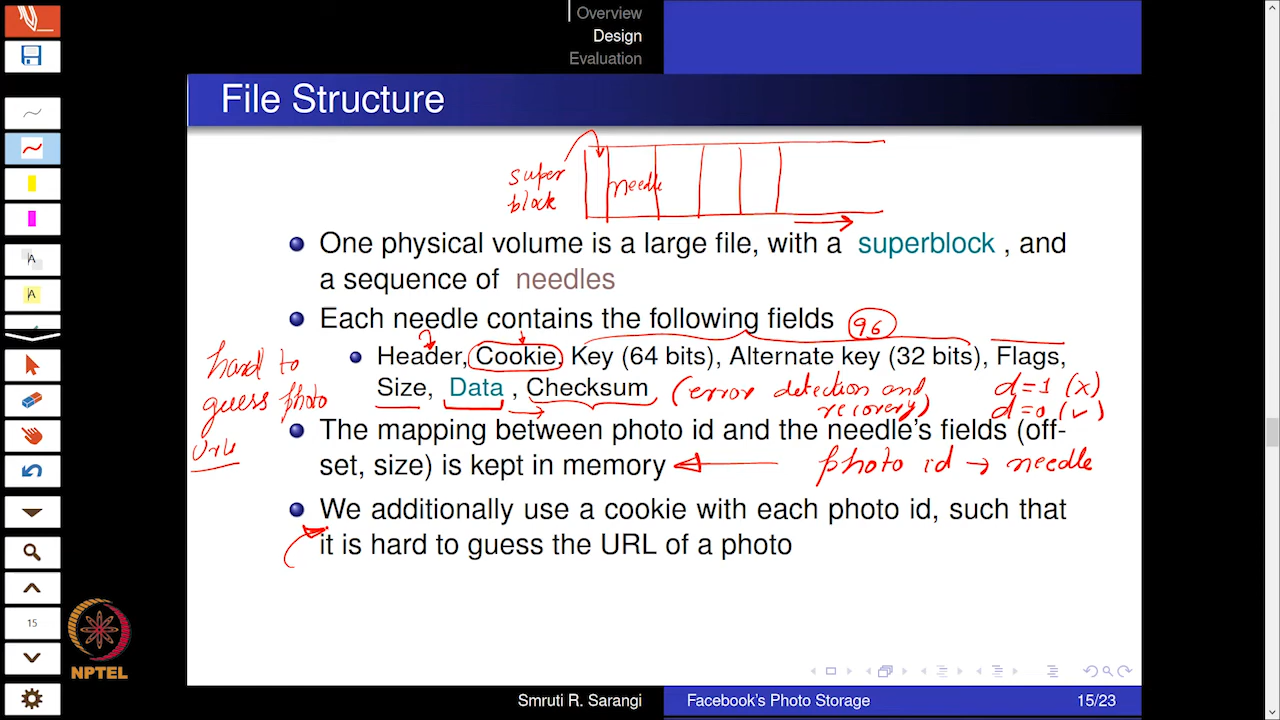 Overview
Design
Evaluation
File Structure
super
block
needle
One physical volume is a large file, with a superblock , and
a sequence of needles
Each needle contains the following fields
96
Header, Cookie, Key (64 bits), Alternate key (32 bits), Flags,
Size, Data , Checksum
(error detection and
recovery)
d=1 (x)
d=0 (✓)
hard to
guess photo
urls
The mapping between photo id and the needle's fields (off-
set, size) is kept in memory
photo id → needle
We additionally use a cookie with each photo id, such that
it is hard to guess the URL of a photo
A
A
15
NPTEL
Smruti R. Sarangi
Facebook's Photo Storage
15/23